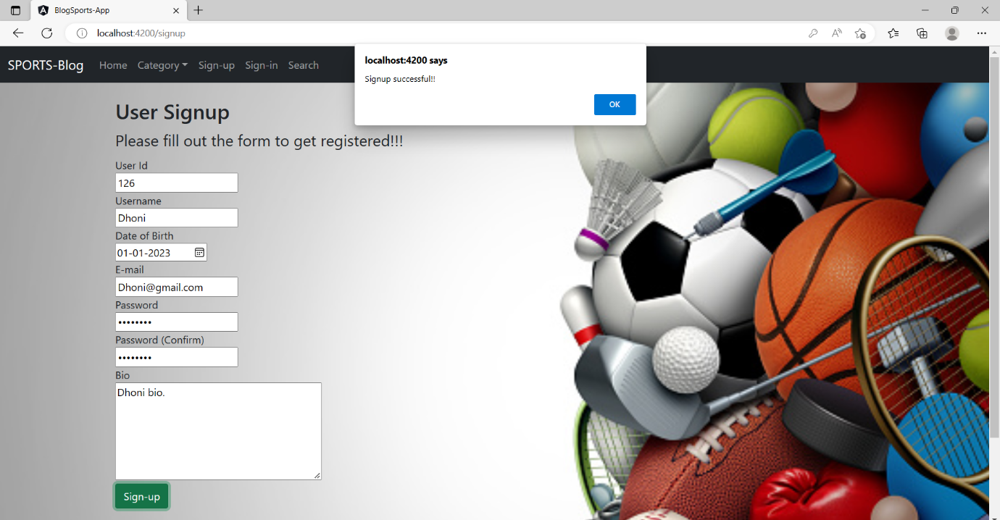 BlogSports-App
localhost:4200/signup
SPORTS-Blog Home Category Sign-up Sign-in Search
localhost:4200 says
Signup successful!!
OK
User Signup
Please fill out the form to get registered!!!
User Id
126
Username
Dhoni
Date of Birth
01-01-2023
E-mail
Dhoni@gmail.com
Password
••••••••
Password (Confirm)
••••••••
Bio
Dhoni bio.
Sign-up